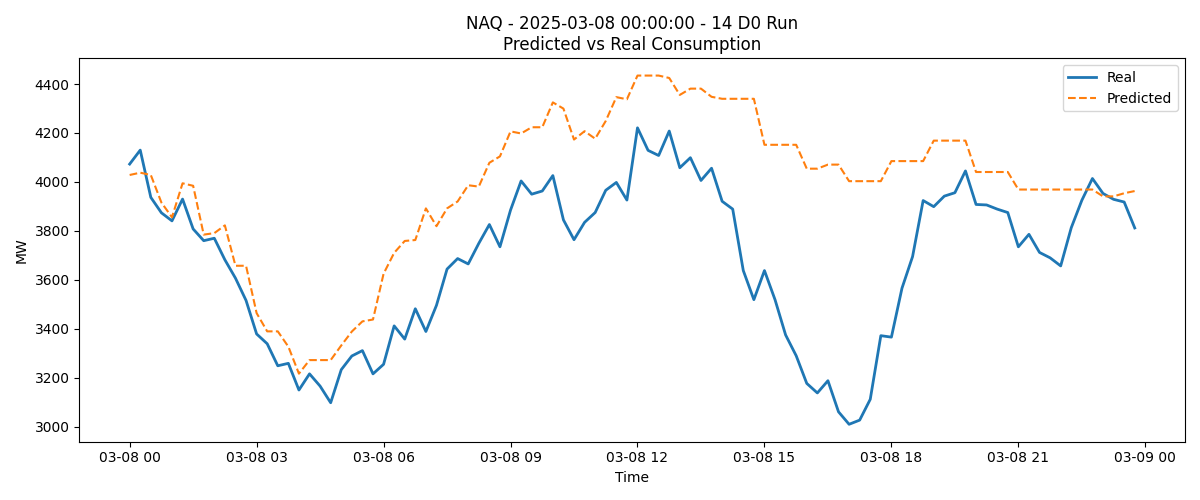 NAQ - 2025-03-08 00:00:00 - 14 D0 Run
Predicted vs Real Consumption
Real
Predicted
MW
4400
4200
4000
3800
3600
3400
3200
3000
03-08 00
03-08 03
03-08 06
03-08 09
03-08 12
03-08 15
03-08 18
03-08 21
03-09 00
Time